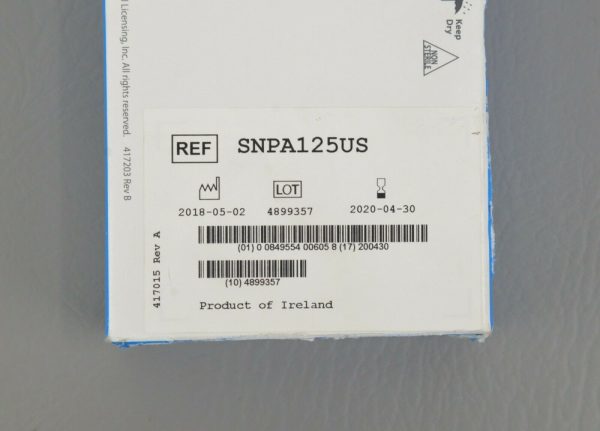 d Licensing, Inc. All rights reserved. 417203 Rev B
Keep
Dry
NON
STERILE
REF SNPA125US
LOT
2018-05-02 4899357 2020-04-30
(01) 0 0849554 00605 8 (17) 200430
(10) 4899357
417015 Rev A
Product of Ireland